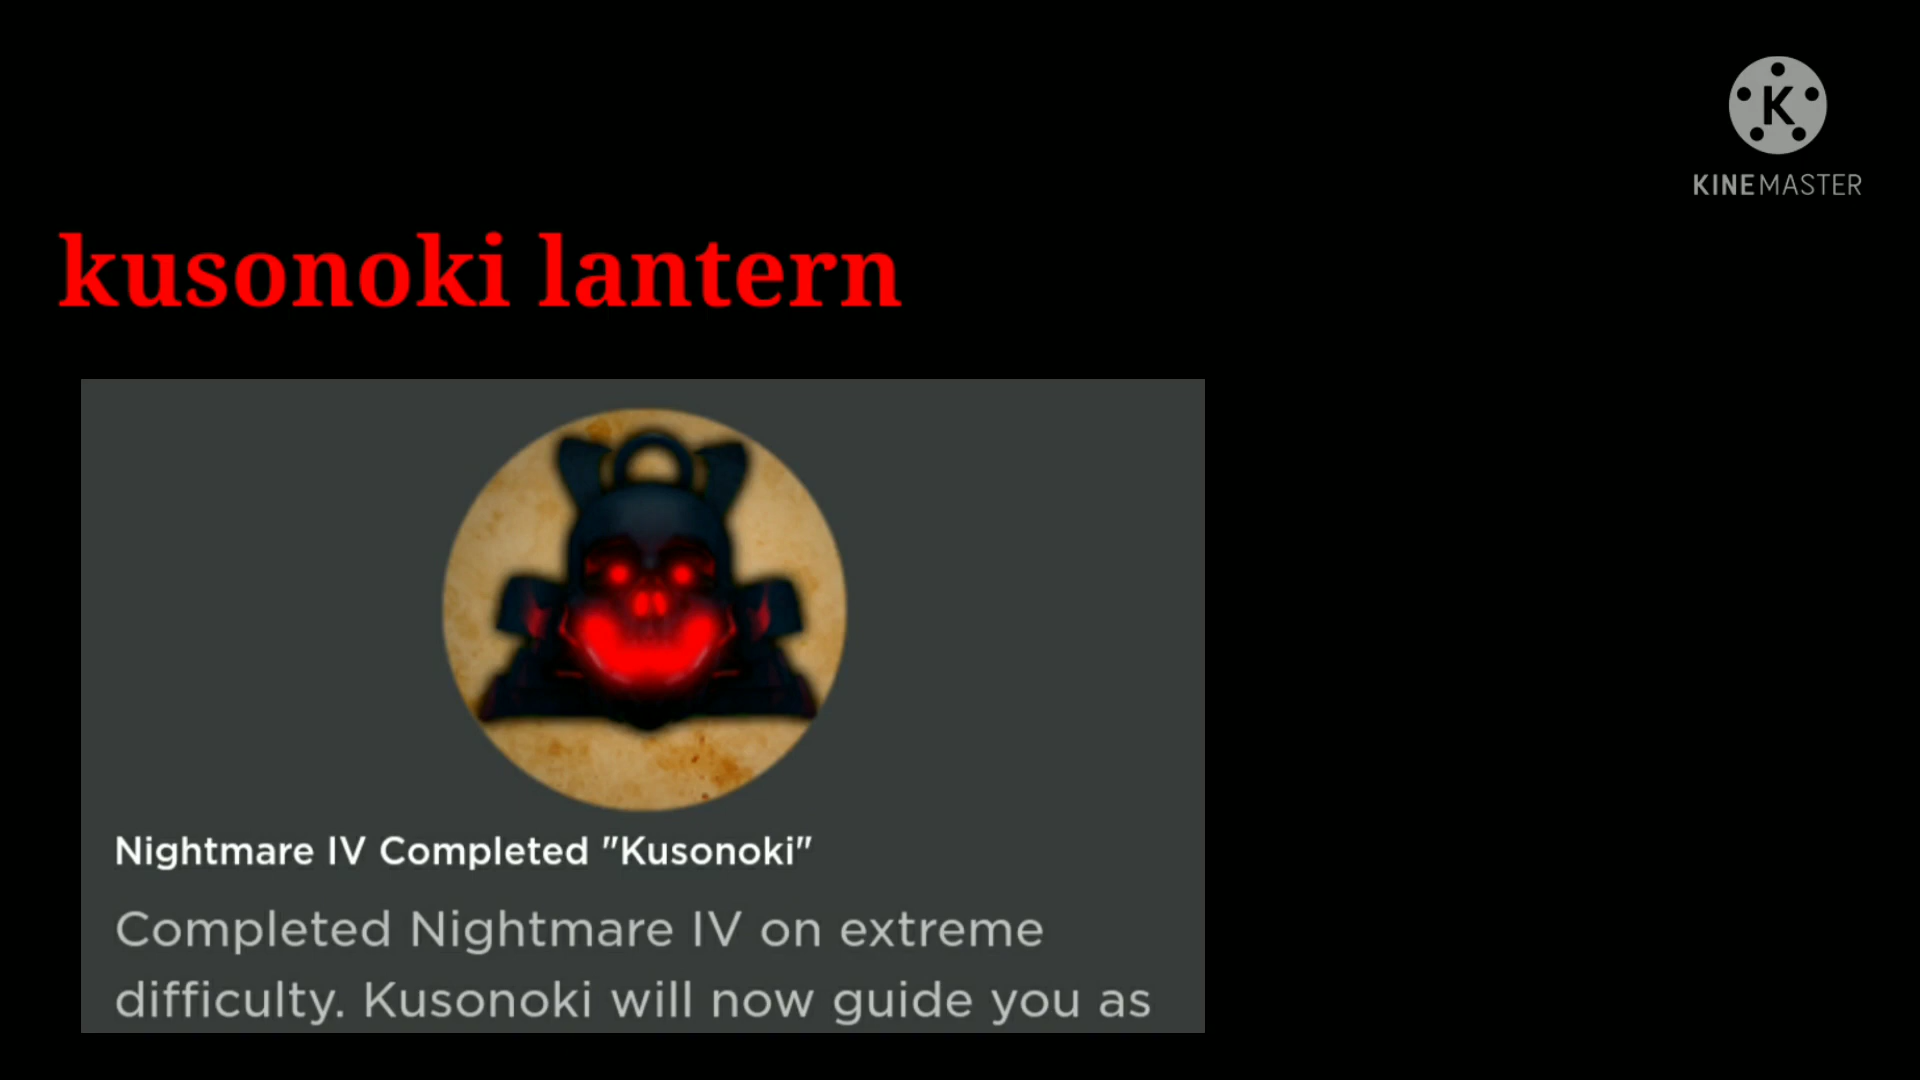 K
KINEMASTER
kusonoki lantern
Nightmare IV Completed "Kusonoki"
Completed Nightmare IV on extreme
difficulty. Kusonoki will now guide you as